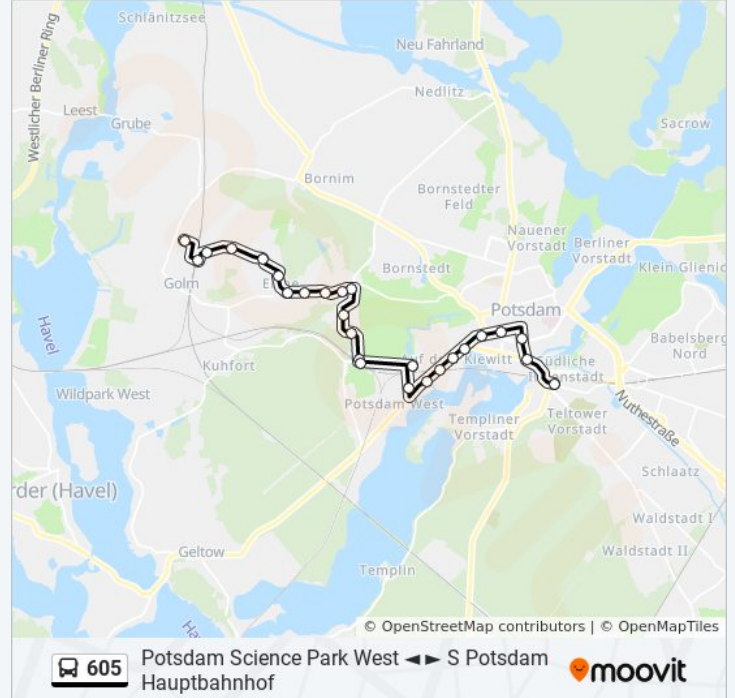 Schlänitzsee
Westlicher Berliner Ring
Neu Fahrland
Nedlitz
Leest
Grube
Sacrow
Bornim
Bornstedter
Feld
Nauener
Vorstadt
Berliner
Vorstadt
Klein Glienic
Bornstedt
Golm
Potsdam
Havel
Babelsberg
Nord
Kiewitt
Südliche
Kuhfort
Wildpark West
Potsdam West
Templiner
Vorstadt
Teltower
Vorstadt
Nuthestraße
Schlaatz
rder (Havel)
Waldstadt I
Waldstadt II
Geltow
Templin
Ha
© OpenStreetMap contributors | © OpenMapTiles
605
Potsdam Science Park West ◄ ► S Potsdam
Hauptbahnhof
moovit